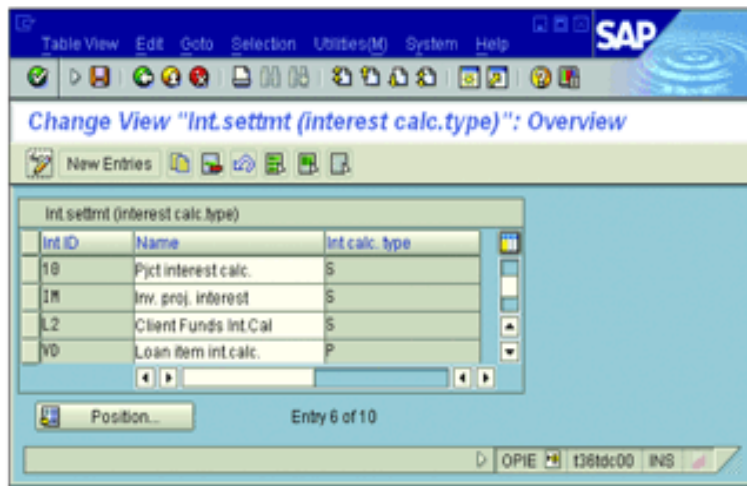 SAP
Table View Edit Goto Selection Utilities(M) System Help
Change View "Int.settmt (interest calc.type)": Overview
New Entries
Int.settmt (interest calc.type)
Int ID Name Int calc. type
10 Pjct interest calc. S
IM Inv. proj. interest S
L2 Client Funds Int.Cal S
VD Loan item int.calc. P
Position... Entry 6 of 10
OPIE t36tdc00 INS